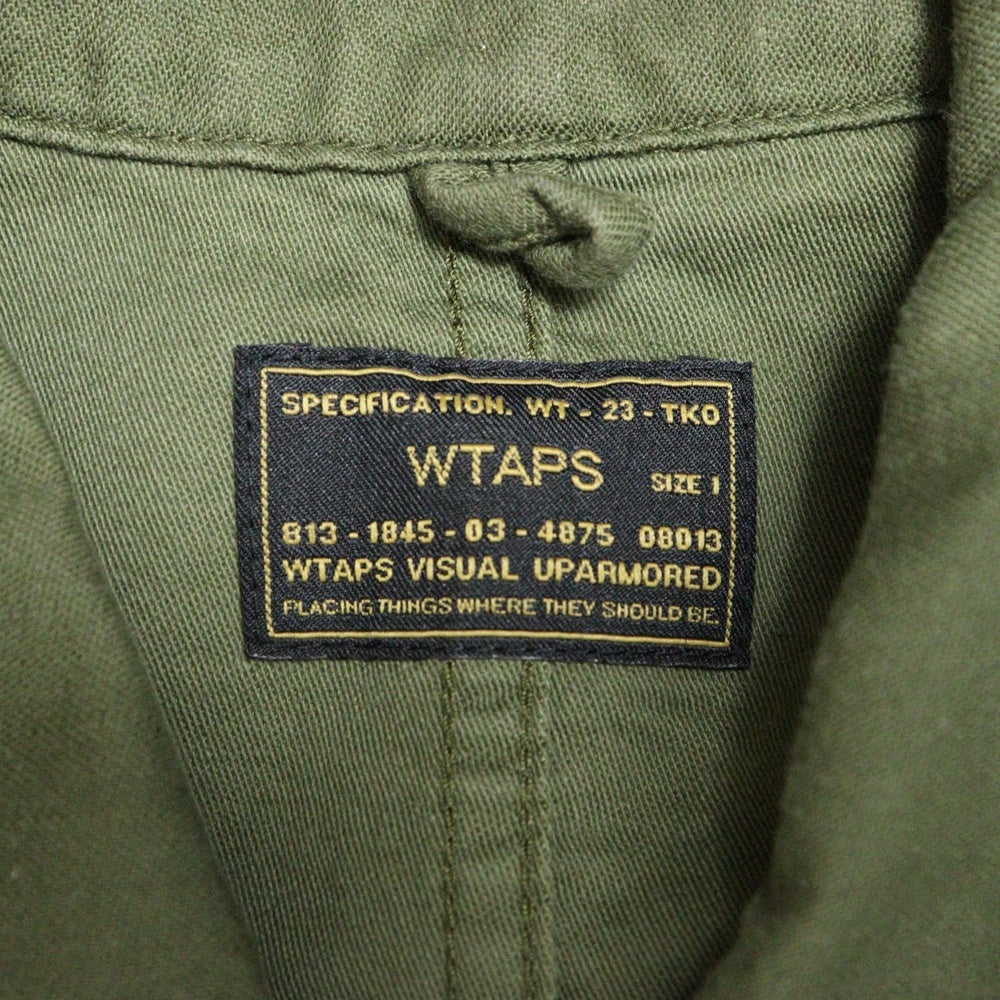 SPECIFICATION. WT - 23 - TKO
WTAPS SIZE 1
813 - 1845 - 03 - 4875 08013
WTAPS VISUAL UPARMORED
PLACING THINGS WHERE THEY SHOULD BE.